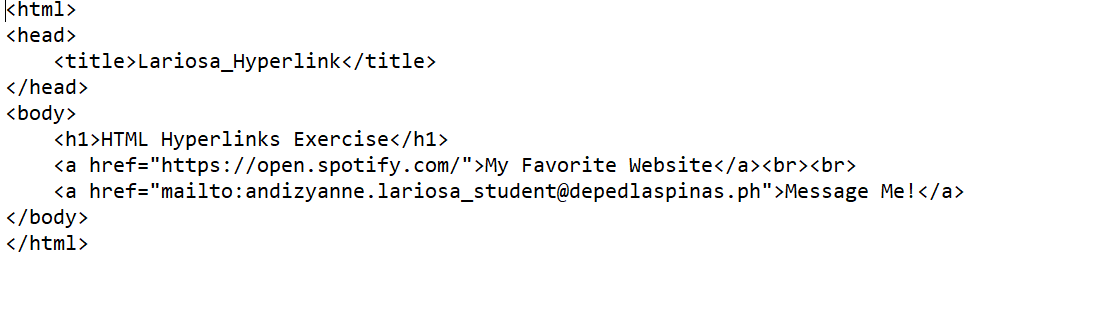 <html>
<head>
    <title>Lariosa_Hyperlink</title>
</head>
<body>
    <h1>HTML Hyperlinks Exercise</h1>
    <a href="https://open.spotify.com/">My Favorite Website</a><br><br>
    <a href="mailto:andizyanne.lariosa_student@depedlaspinas.ph">Message Me!</a>
</body>
</html>